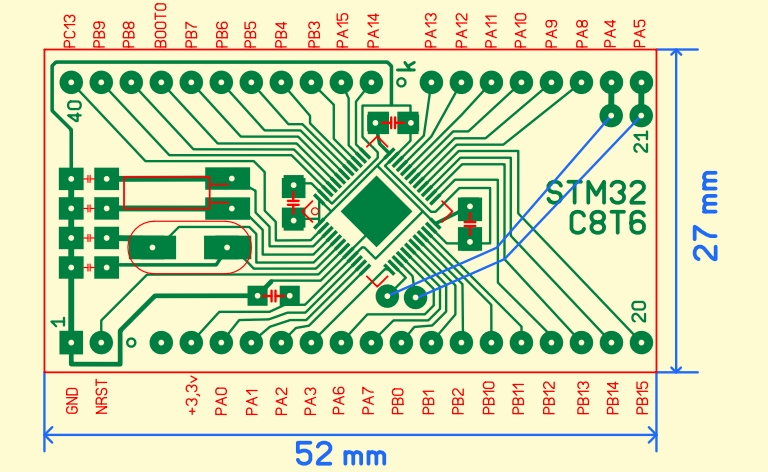 PC13 PB9 PB8 BOOT0 PB7 PB6 PB5 PB4 PB3 PA15 PA14 PA13 PA12 PA11 PA10 PA9 PA8 PA4 PA5
k
40
21
STM32
C8T6
27 mm
1
20
GND NRST +3,3v PA0 PA1 PA2 PA3 PA6 PA7 PB0 PB1 PB2 PB10 PB11 PB12 PB13 PB14 PB15
52 mm